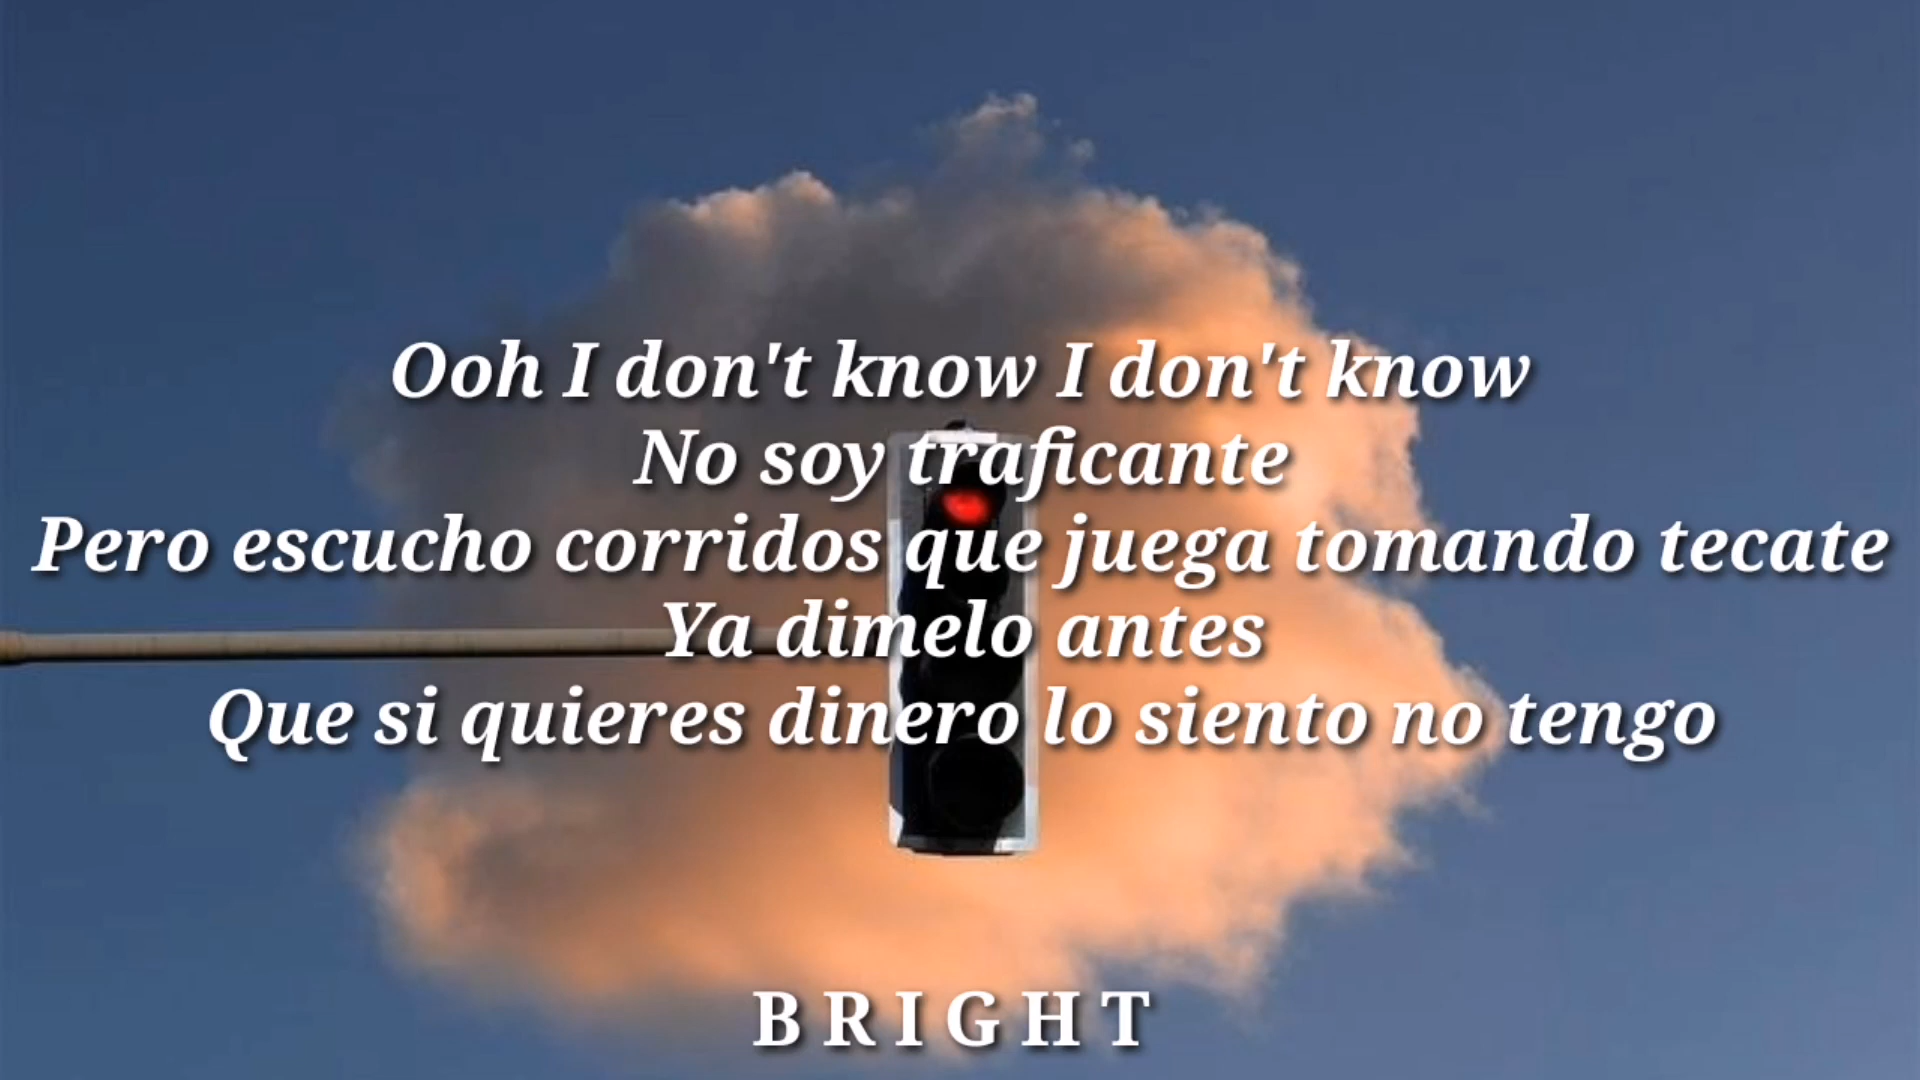 Ooh I don't know I don't know
No soy traficante
Pero escucho corridos que juega tomando tecate
Ya dimelo antes
Que si quieres dinero lo siento no tengo
B R I G H T